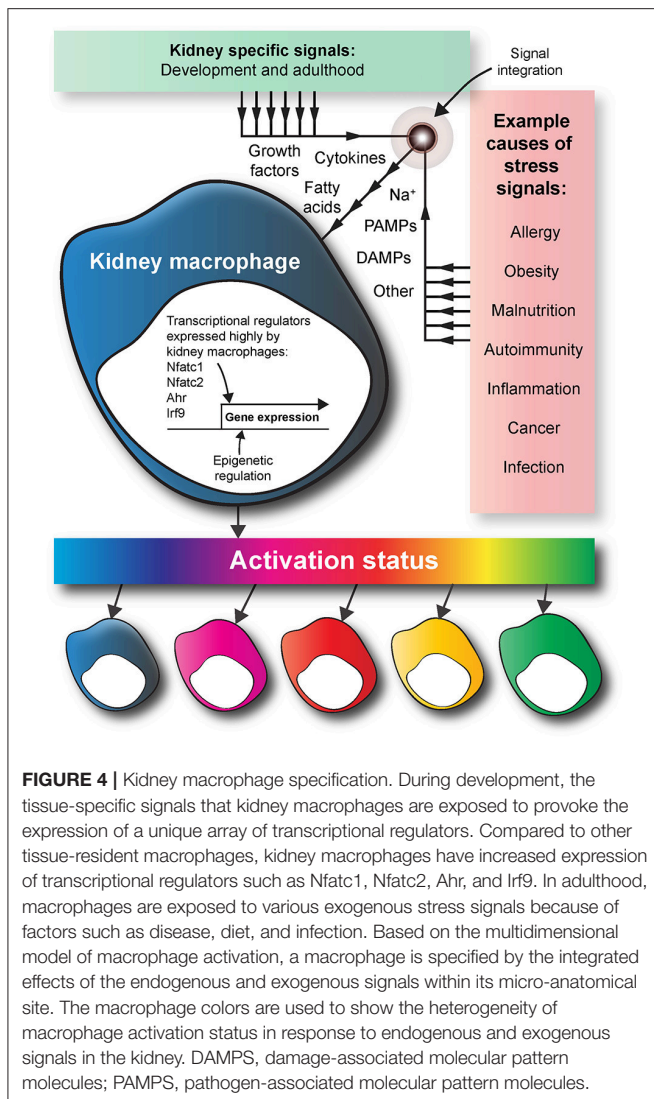 Kidney specific signals:
Development and adulthood
Signal
integration
Growth
factors
Cytokines
Fatty
acids
Na⁺
PAMPs
DAMPs
Other
Example
causes of
stress
signals:
Allergy
Obesity
Malnutrition
Autoimmunity
Inflammation
Cancer
Infection
Kidney macrophage
Transcriptional regulators
expressed highly by
kidney macrophages:
Nfatc1
Nfatc2
Ahr
Irf9
Gene expression
Epigenetic
regulation
Activation status
FIGURE 4 | Kidney macrophage specification. During development, the
tissue-specific signals that kidney macrophages are exposed to provoke the
expression of a unique array of transcriptional regulators. Compared to other
tissue-resident macrophages, kidney macrophages have increased expression
of transcriptional regulators such as Nfatc1, Nfatc2, Ahr, and Irf9. In adulthood,
macrophages are exposed to various exogenous stress signals because of
factors such as disease, diet, and infection. Based on the multidimensional
model of macrophage activation, a macrophage is specified by the integrated
effects of the endogenous and exogenous signals within its micro-anatomical
site. The macrophage colors are used to show the heterogeneity of
macrophage activation status in response to endogenous and exogenous
signals in the kidney. DAMPS, damage-associated molecular pattern
molecules; PAMPS, pathogen-associated molecular pattern molecules.